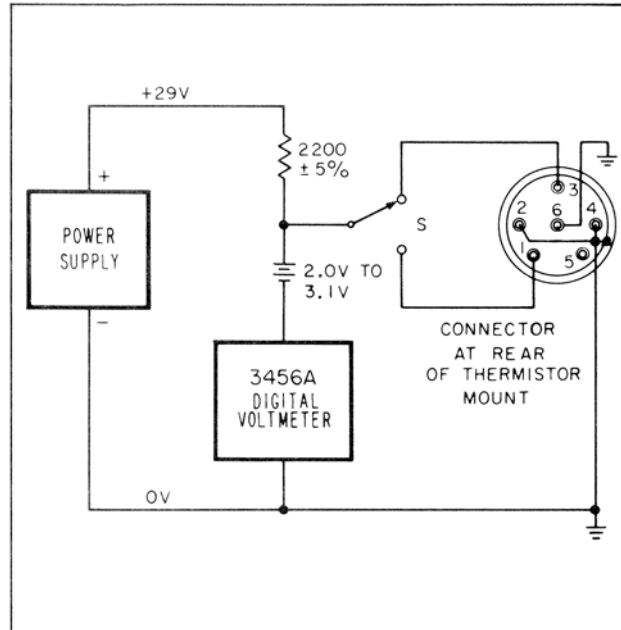 +29V
2200
±5%
+
POWER
SUPPLY
−
S
3
2
6
4
1
5
2.0V TO
3.1V
3456A
DIGITAL
VOLTMETER
CONNECTOR
AT REAR
OF THERMISTOR
MOUNT
0V